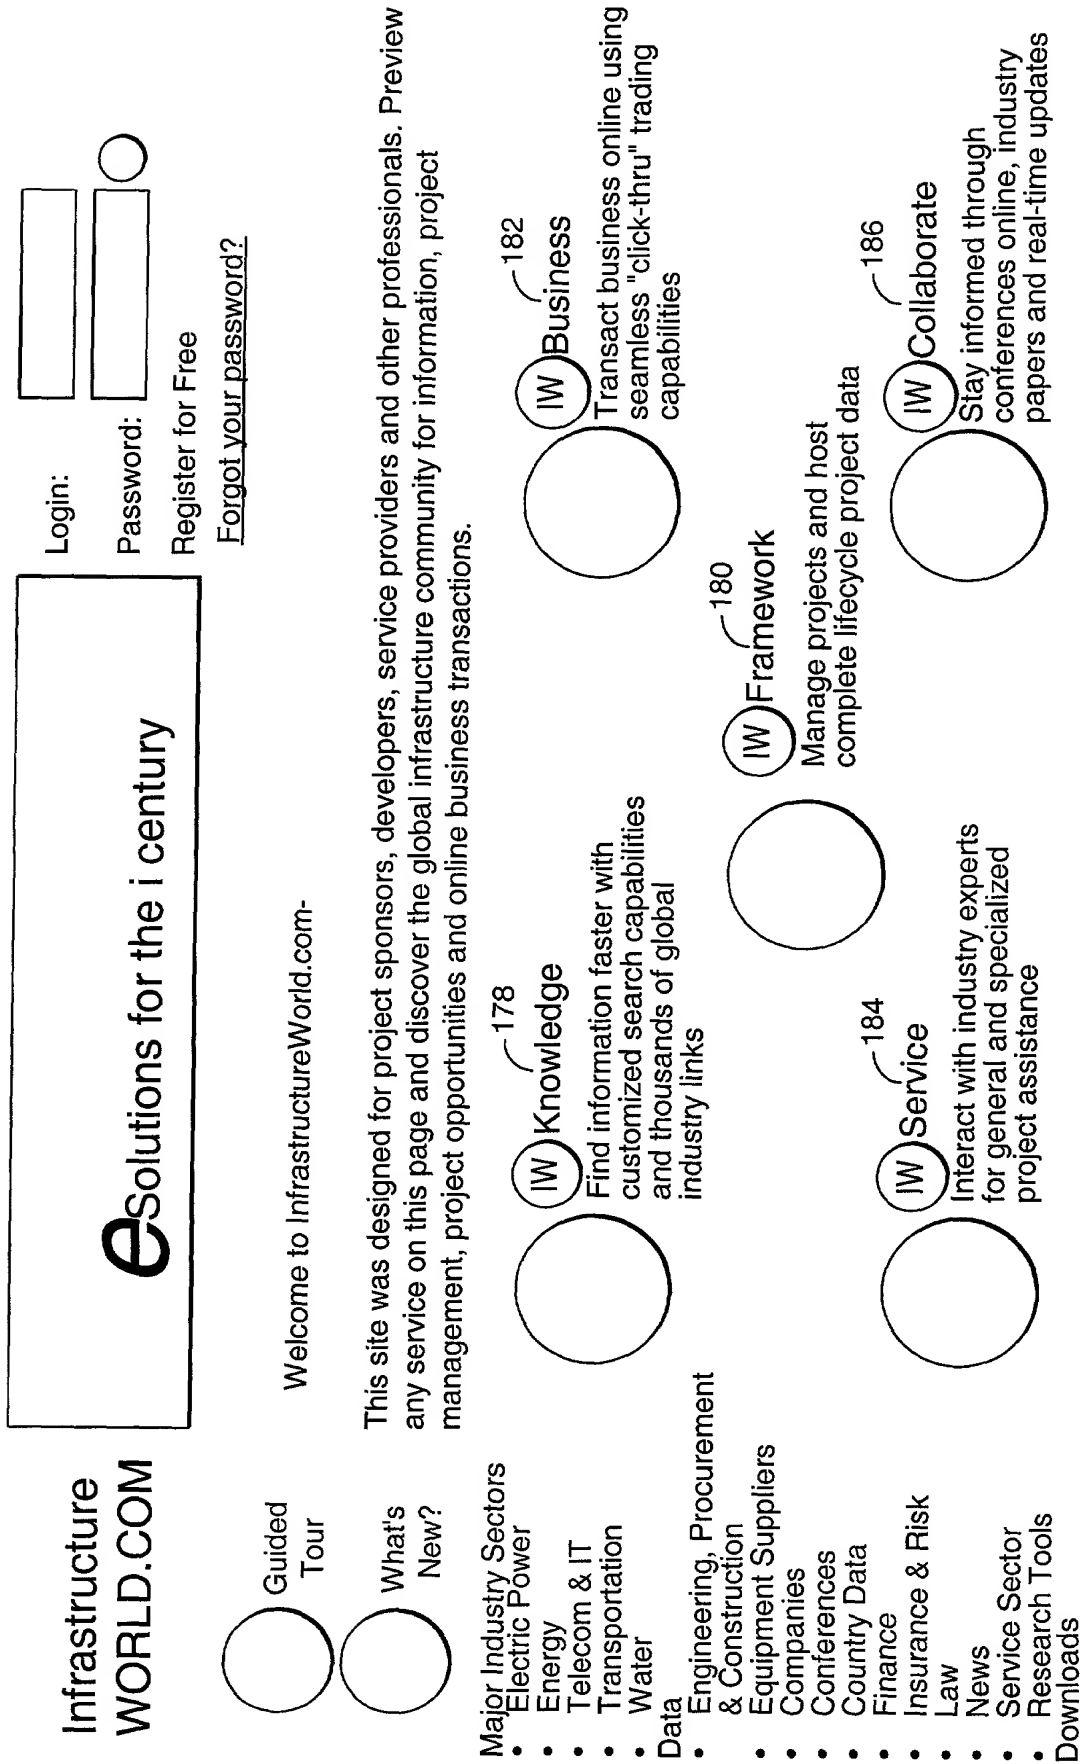 Infrastructure
WORLD.COM
eSolutions for the i century
Login:
Password:
Register for Free
Forgot your password?
Guided
Tour
What's
New?
Welcome to InfrastructureWorld.com-
This site was designed for project sponsors, developers, service providers and other professionals. Preview
any service on this page and discover the global infrastructure community for information, project
management, project opportunities and online business transactions.
Major Industry Sectors
• Electric Power
• Energy
• Telecom & IT
• Transportation
• Water
Data
• Engineering, Procurement
& Construction
• Equipment Suppliers
• Companies
• Conferences
• Country Data
• Finance
• Insurance & Risk
• Law
• News
• Service Sector
• Research Tools
Downloads
178
IW Knowledge
Find information faster with
customized search capabilities
and thousands of global
industry links
182
IW Business
Transact business online using
seamless "click-thru" trading
capabilities
180
IW Framework
Manage projects and host
complete lifecycle project data
184
IW Service
Interact with industry experts
for general and specialized
project assistance
186
IW Collaborate
Stay informed through
conferences online, industry
papers and real-time updates